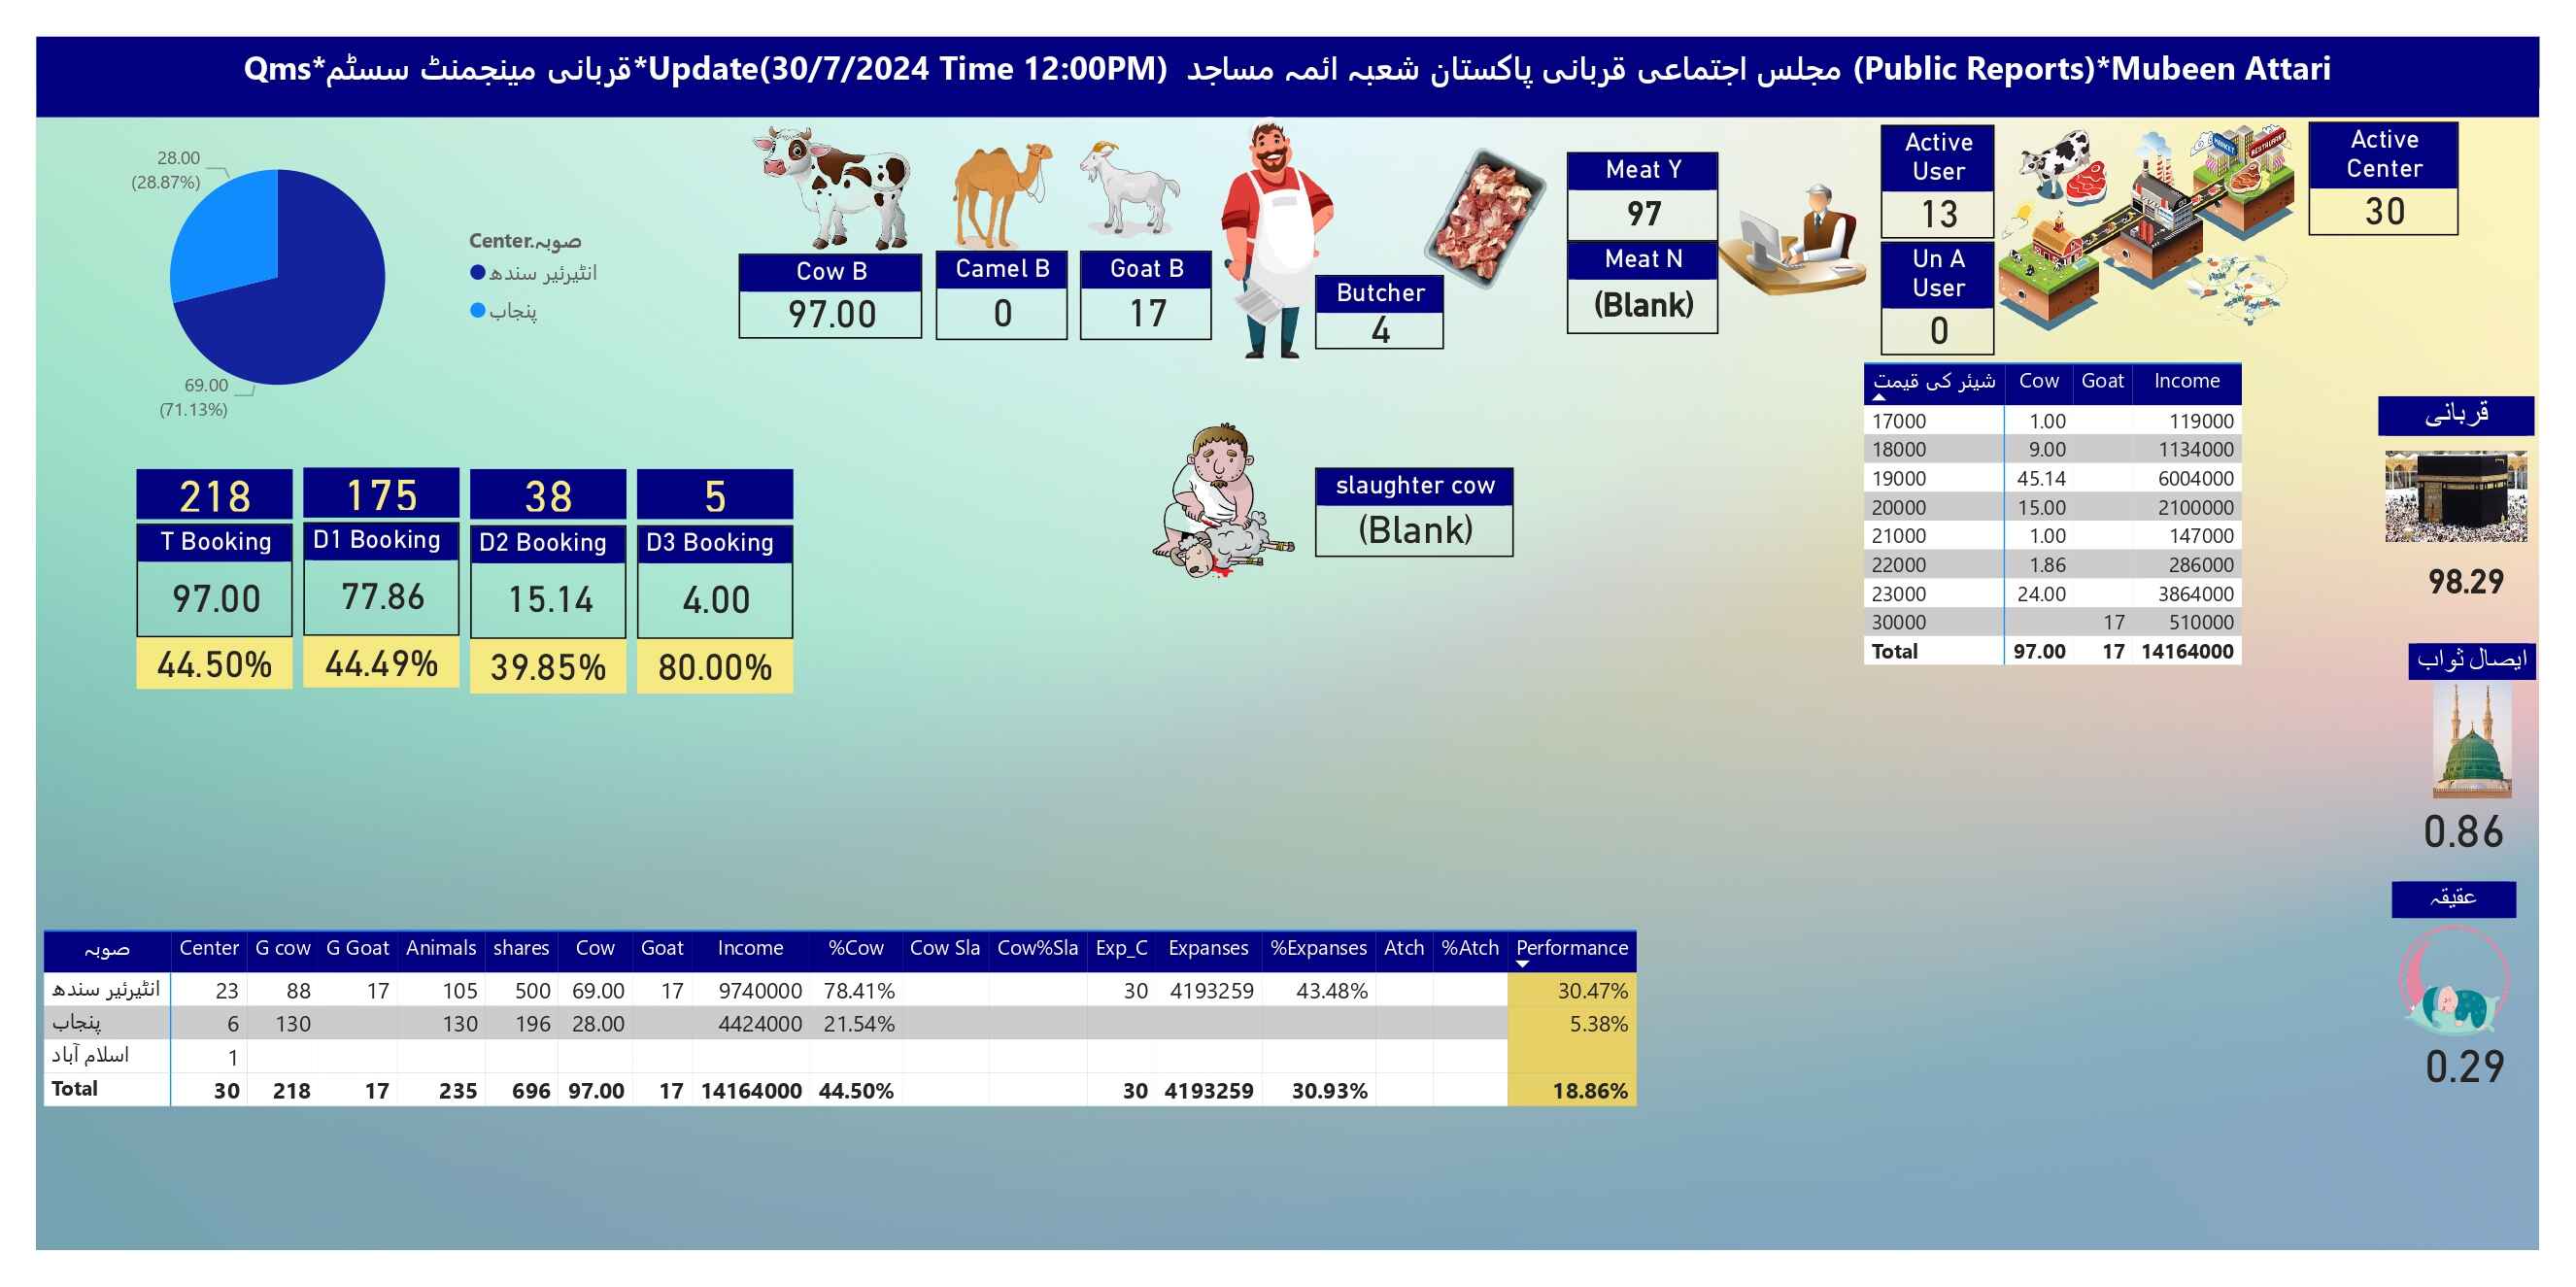 Qms*قربانی مینجمنٹ سسٹم*Update(30/7/2024 Time 12:00PM) مجلس اجتماعی قربانی پاکستان شعبہ ائمہ مساجد (Public Reports)*Mubeen Attari
28.00
(28.87%)
69.00
(71.13%)
Center.صوبہ
انٹیرئیر سندھ
پنجاب
Cow B
97.00
Camel B
0
Goat B
17
Butcher
4
Meat Y
97
Meat N
(Blank)
Active
User
13
Un A
User
0
MARKET
RESTAURANT
Active
Center
30
218
T Booking
97.00
44.50%
175
D1 Booking
77.86
44.49%
38
D2 Booking
15.14
39.85%
5
D3 Booking
4.00
80.00%
slaughter cow
(Blank)
شیئر کی قیمت Cow Goat Income
17000 1.00 119000
18000 9.00 1134000
19000 45.14 6004000
20000 15.00 2100000
21000 1.00 147000
22000 1.86 286000
23000 24.00 3864000
30000 17 510000
Total 97.00 17 14164000
قربانی
98.29
ایصال ثواب
0.86
عقیقہ
0.29
صوبہ Center G cow G Goat Animals shares Cow Goat Income %Cow Cow Sla Cow%Sla Exp_C Expanses %Expanses Atch %Atch Performance
انٹیرئیر سندھ 23 88 17 105 500 69.00 17 9740000 78.41% 30 4193259 43.48% 30.47%
پنجاب 6 130 130 196 28.00 4424000 21.54% 5.38%
اسلام آباد 1
Total 30 218 17 235 696 97.00 17 14164000 44.50% 30 4193259 30.93% 18.86%